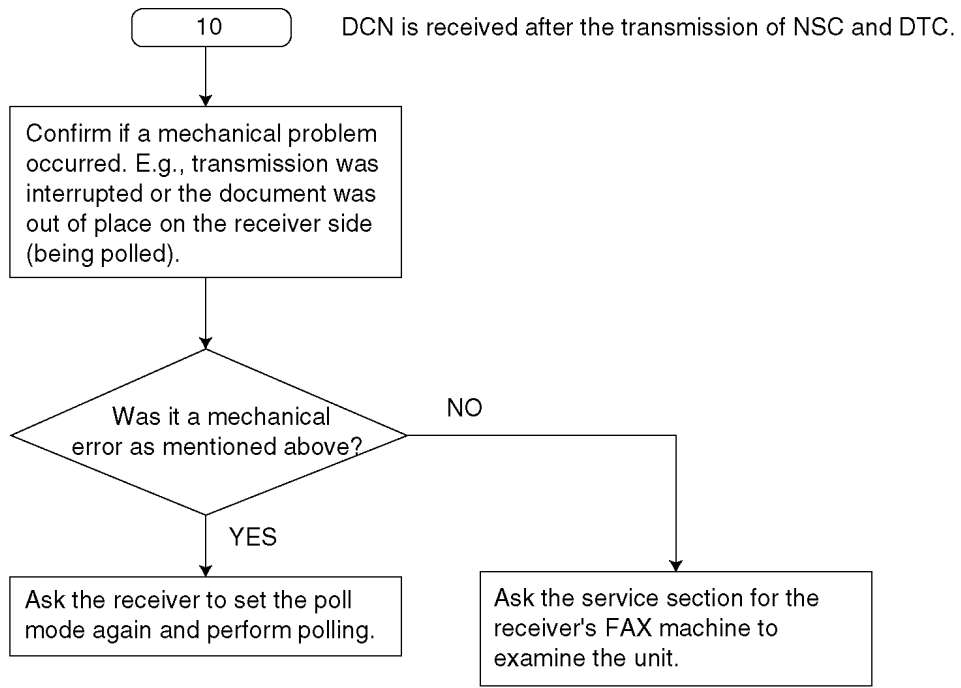 10
DCN is received after the transmission of NSC and DTC.
Confirm if a mechanical problem
occurred. E.g., transmission was
interrupted or the document was
out of place on the receiver side
(being polled).
Was it a mechanical
error as mentioned above?
NO
YES
Ask the receiver to set the poll
mode again and perform polling.
Ask the service section for the
receiver's FAX machine to
examine the unit.